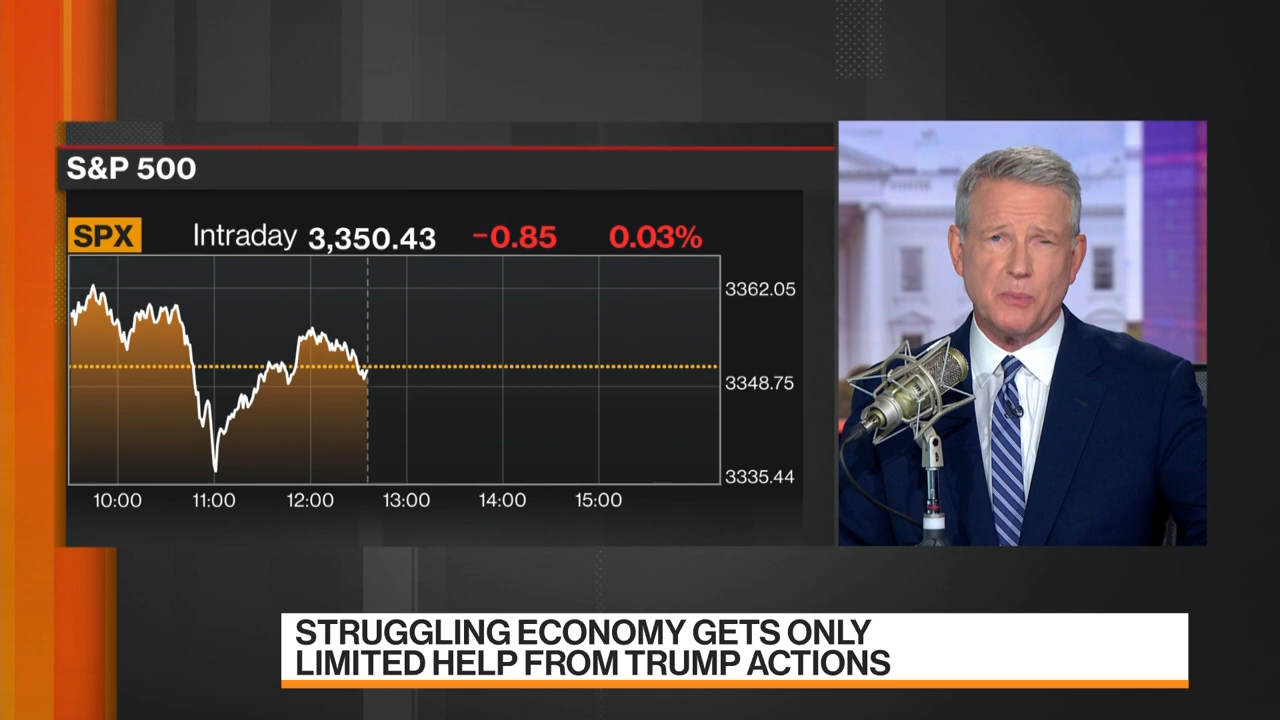 S&P 500
SPX Intraday 3,350.43 -0.85 0.03%
3362.05
3348.75
3335.44
10:00 11:00 12:00 13:00 14:00 15:00
STRUGGLING ECONOMY GETS ONLY
LIMITED HELP FROM TRUMP ACTIONS